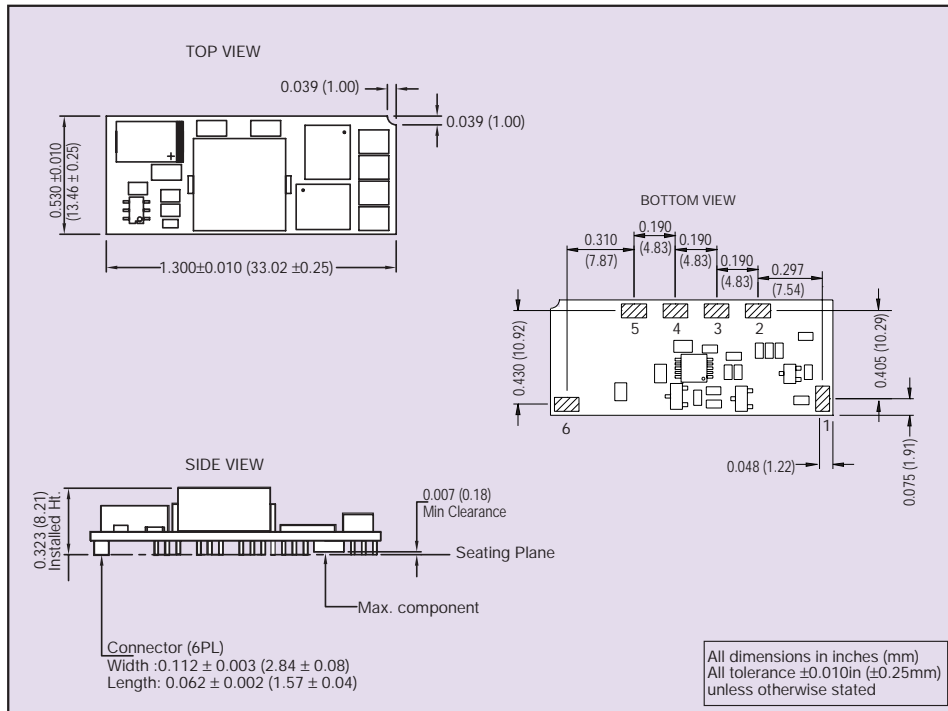 TOP VIEW
0.039 (1.00)
0.039 (1.00)
0.530 ±0.010
(13.46 ± 0.25)
+
1.300±0.010 (33.02 ±0.25)
BOTTOM VIEW
0.190
(4.83)
0.310
(7.87)
0.190
(4.83)
0.190
(4.83)
0.297
(7.54)
5 4 3 2
0.430 (10.92)
0.405 (10.29)
6
1
0.048 (1.22)
0.075 (1.91)
SIDE VIEW
0.007 (0.18)
Min Clearance
0.323 (8.21)
Installed Ht.
Seating Plane
Max. component
Connector (6PL)
Width :0.112 ± 0.003 (2.84 ± 0.08)
Length: 0.062 ± 0.002 (1.57 ± 0.04)
All dimensions in inches (mm)
All tolerance ±0.010in (±0.25mm)
unless otherwise stated